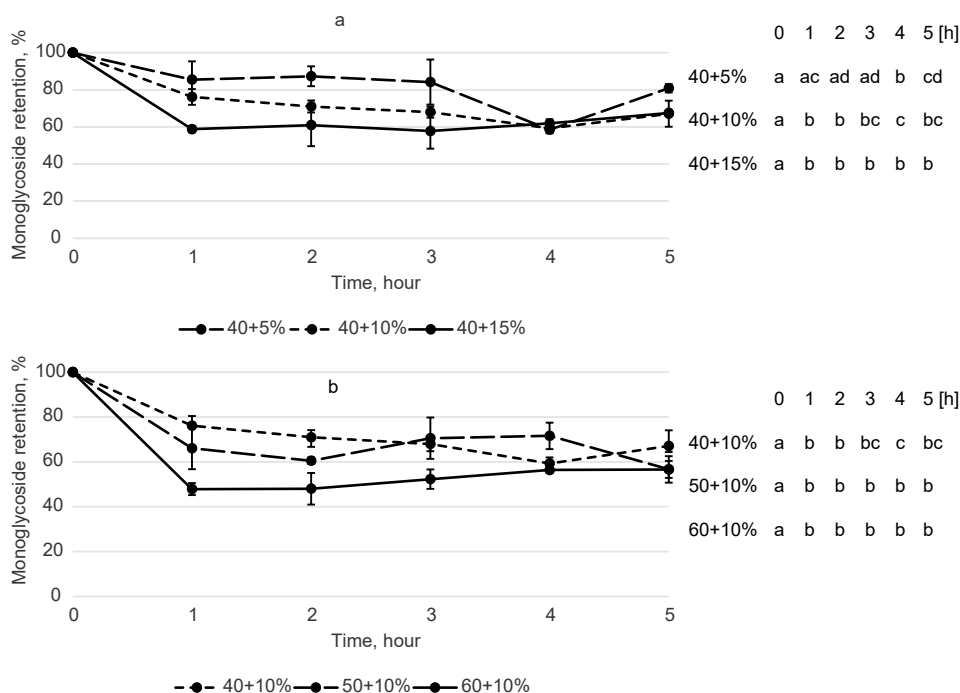 a
Monoglycoside retention, %
100
80
60
40
20
0
0 1 2 3 4 5
Time, hour
40+5% 40+10% 40+15%
0 1 2 3 4 5 [h]
40+5% a ac ad ad b cd
40+10% a b b bc c bc
40+15% a b b b b b
b
Monoglycoside retention, %
100
80
60
40
20
0
0 1 2 3 4 5
Time, hour
40+10% 50+10% 60+10%
0 1 2 3 4 5 [h]
40+10% a b b bc c bc
50+10% a b b b b b
60+10% a b b b b b